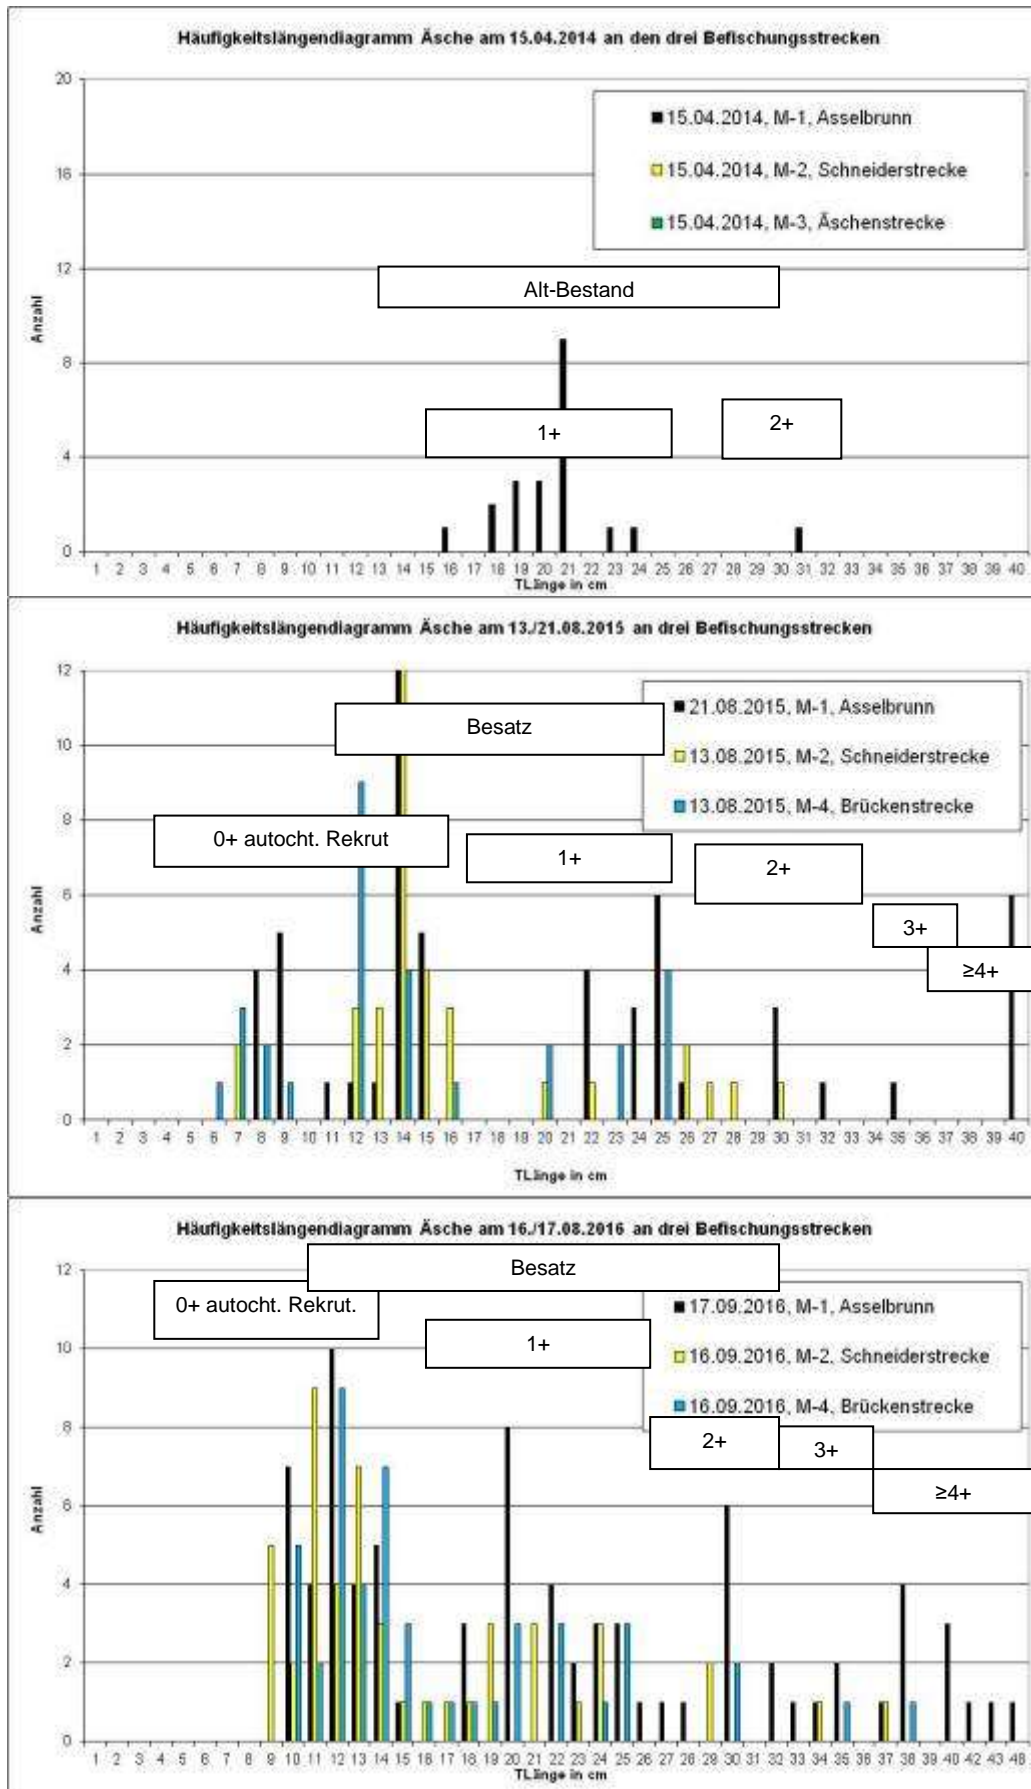 Häufigkeitslängendiagramm Äsche am 15.04.2014 an den drei Befischungsstrecken
20
16
12
8
4
0
Anzahl
15.04.2014, M-1, Asselbrunn
15.04.2014, M-2, Schneiderstrecke
15.04.2014, M-3, Äschenstrecke
Alt-Bestand
1+
2+
1 2 3 4 5 6 7 8 9 10 11 12 13 14 15 16 18 19 20 21 23 24 25 26 27 28 29 30 31 32 33 34 35 36 37 38 39 40
TLänge in cm
Häufigkeitslängendiagramm Äsche am 13./21.08.2015 an drei Befischungsstrecken
12
10
8
6
4
2
0
Anzahl
21.08.2015, M-1, Asselbrunn
13.08.2015, M-2, Schneiderstrecke
13.08.2015, M-4, Brückenstrecke
Besatz
0+ autocht. Rekrut
1+
2+
3+
≥4+
1 2 3 4 5 6 7 8 9 10 11 12 13 14 15 16 17 18 19 20 21 22 23 24 25 26 27 28 29 30 31 32 33 34 35 36 37 38 39 40
TLänge in cm
Häufigkeitslängendiagramm Äsche am 16./17.08.2016 an drei Befischungsstrecken
12
10
8
6
4
2
0
Anzahl
17.09.2016, M-1, Asselbrunn
16.09.2016, M-2, Schneiderstrecke
16.09.2016, M-4, Brückenstrecke
Besatz
0+ autocht. Rekrut.
1+
2+
3+
≥4+
1 2 3 4 5 6 7 8 9 10 11 12 13 14 15 16 17 18 19 20 21 22 23 24 25 26 27 28 29 30 31 32 33 34 35 36 37 38 39 40 42 43 48
TLänge in cm